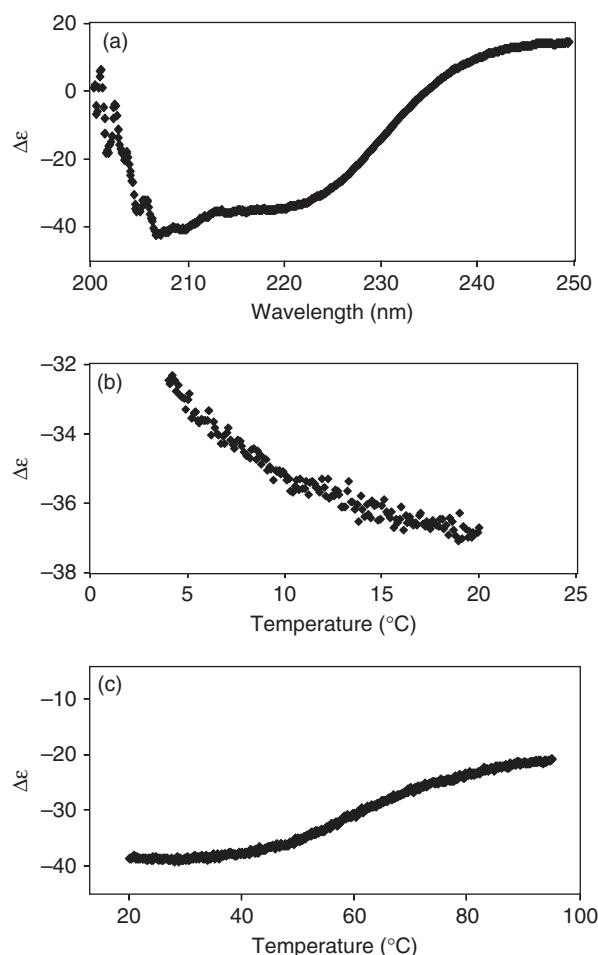 (a)
20
0
−20
−40
Δε
200 210 220 230 240 250
Wavelength (nm)
(b)
−32
−34
−36
−38
Δε
0 5 10 15 20 25
Temperature (°C)
(c)
−10
−20
−30
−40
Δε
20 40 60 80 100
Temperature (°C)